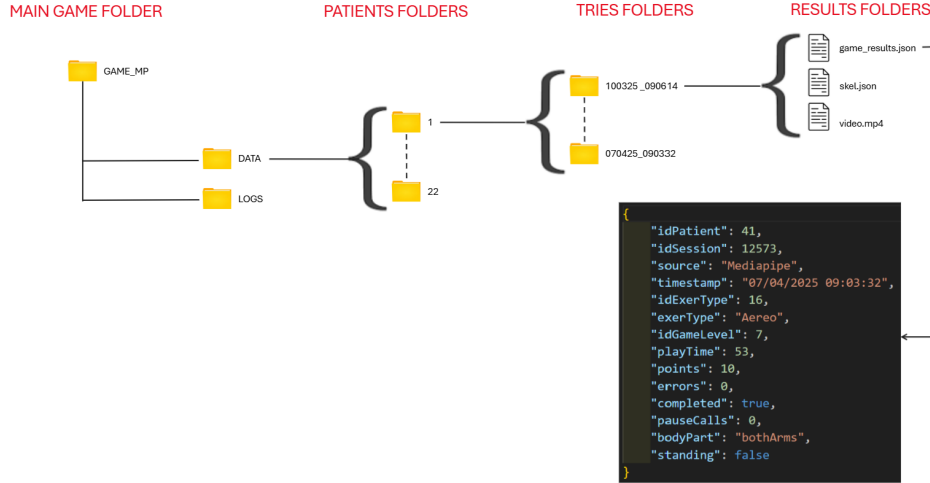 MAIN GAME FOLDER
PATIENTS FOLDERS
TRIES FOLDERS
RESULTS FOLDERS
GAME_MP
DATA
LOGS
1
22
100325_090614
070425_090332
game_results.json
skel.json
video.mp4
{
"idPatient": 41,
"idSession": 12573,
"source": "Mediapipe",
"timestamp": "07/04/2025 09:03:32",
"idExerType": 16,
"exerType": "Aereo",
"idGameLevel": 7,
"playTime": 53,
"points": 10,
"errors": 0,
"completed": true,
"pauseCalls": 0,
"bodyPart": "bothArms",
"standing": false
}